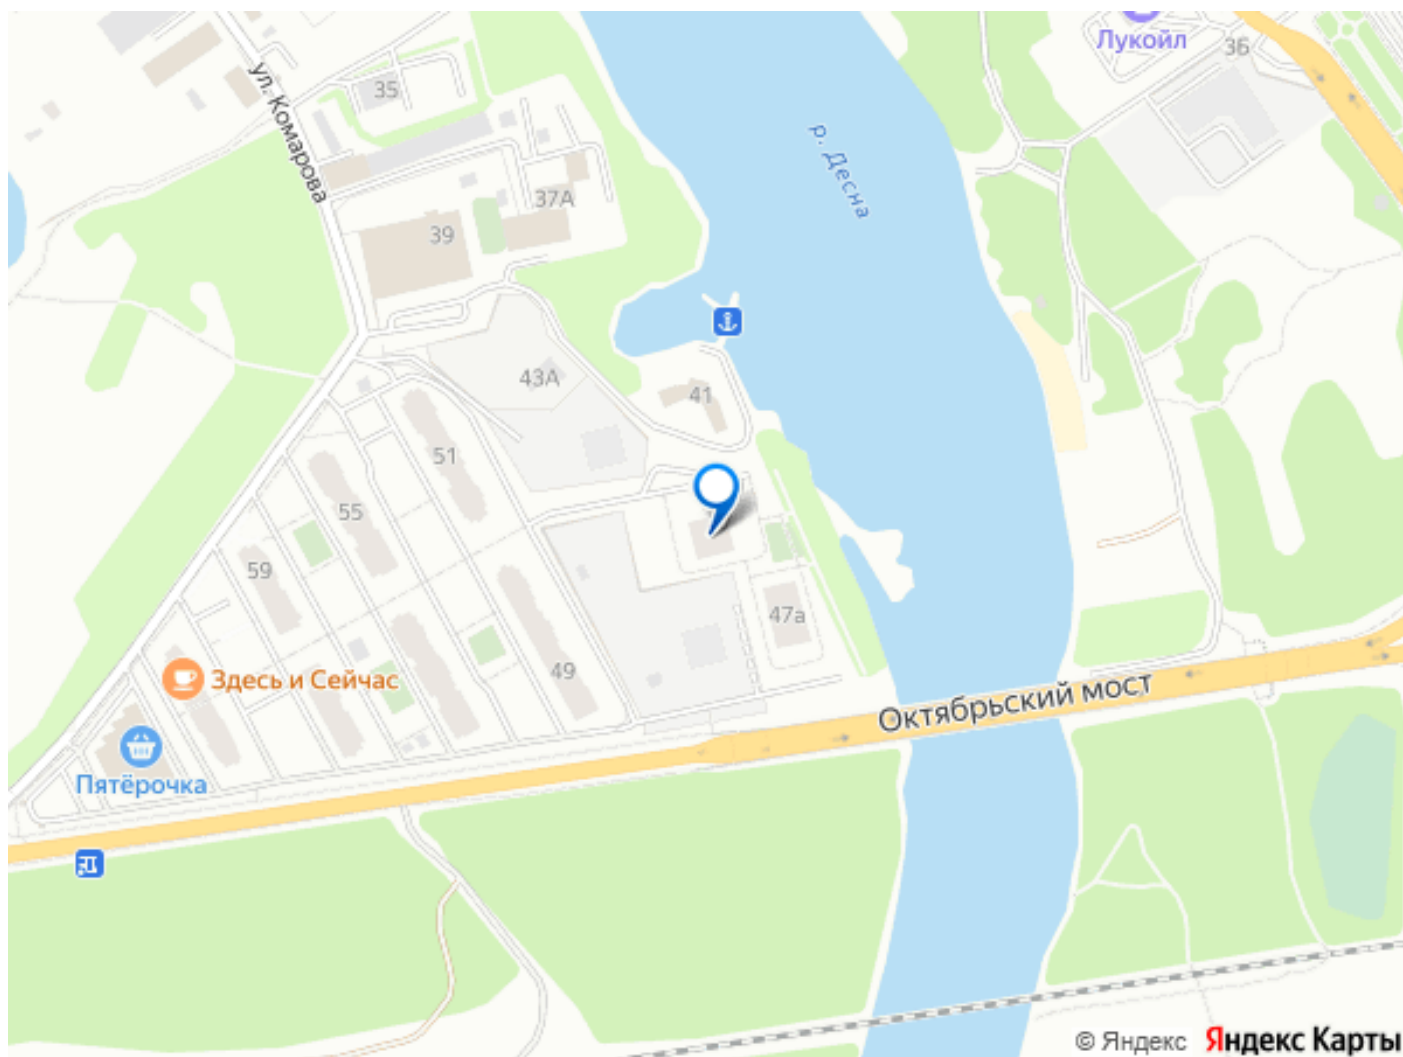 Лукойл
36
35
ул. Комарова
р. Десна
37А
39
43А
41
51
55
59
47а
49
Здесь и Сейчас
Октябрьский мост
Пятёрочка
© Яндекс Яндекс Карты